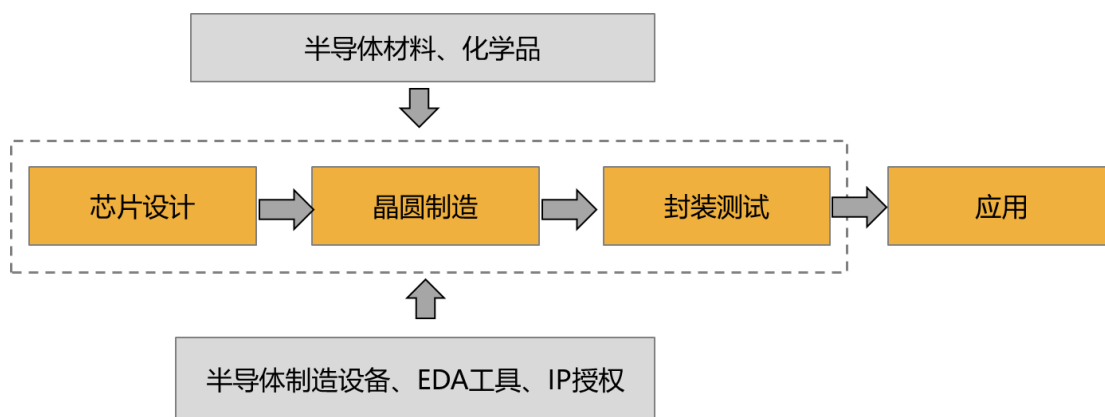 半导体材料、化学品
芯片设计
晶圆制造
封装测试
应用
半导体制造设备、EDA工具、IP授权